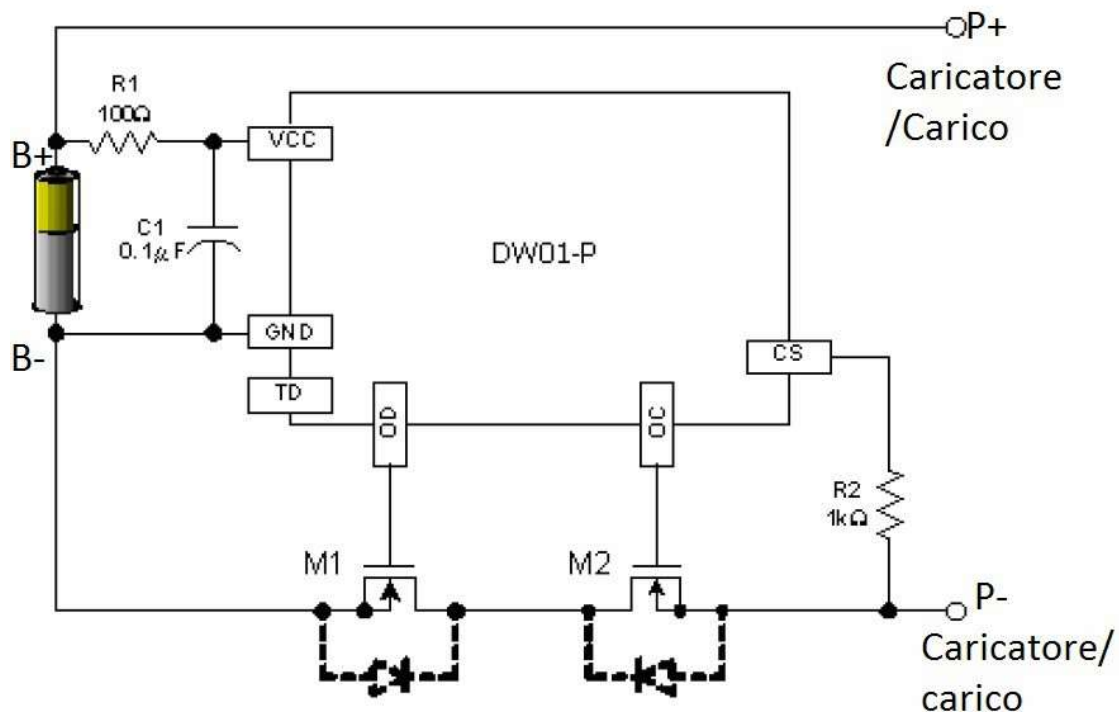 P+
Caricatore
/Carico
R1
100Ω
VCC
B+
C1
0.1μF
DW01-P
GND
B-
CS
TD
OD
OC
R2
1kΩ
M1
M2
P-
Caricatore/
carico